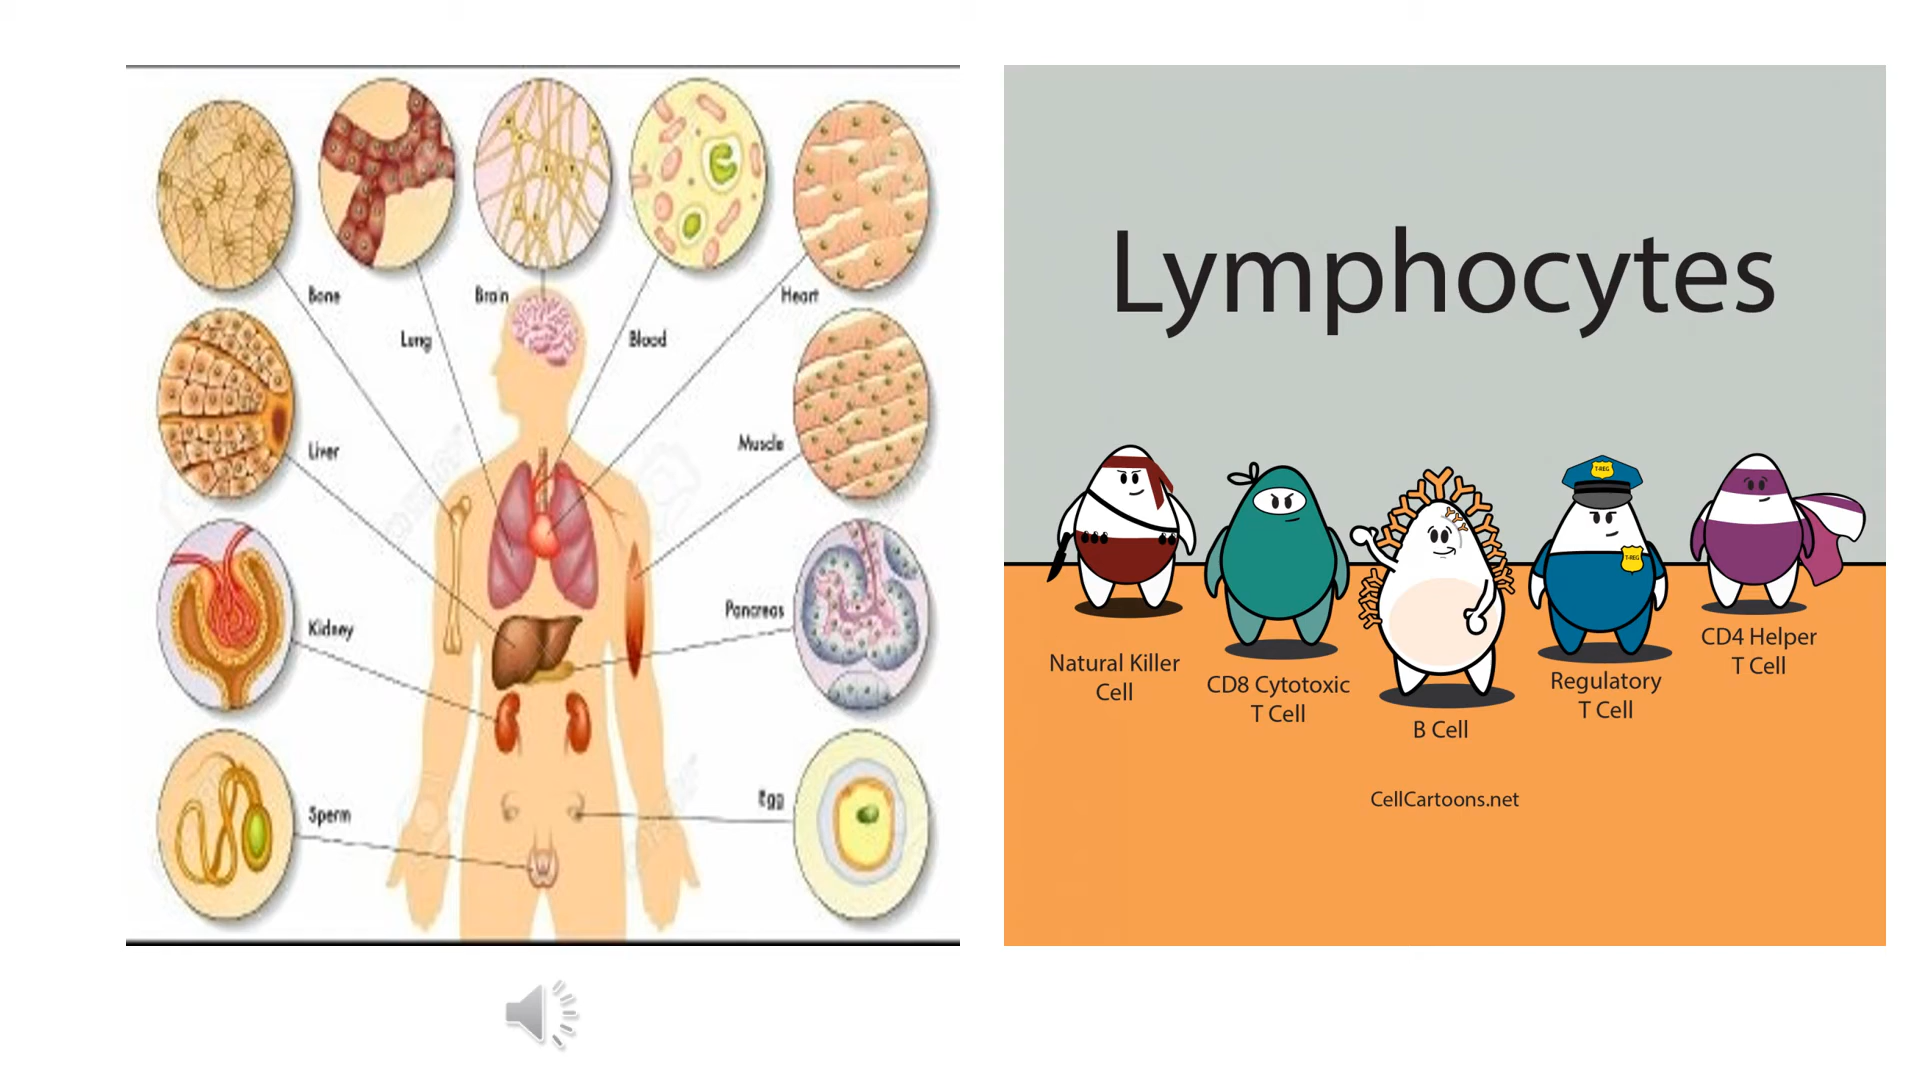 Bone
Lung
Brain
Blood
Heart
Liver
Muscle
Kidney
Pancreas
Sperm
Egg
Lymphocytes
T-REG
T-REG
Natural Killer
Cell
CD8 Cytotoxic
T Cell
B Cell
Regulatory
T Cell
CD4 Helper
T Cell
CellCartoons.net